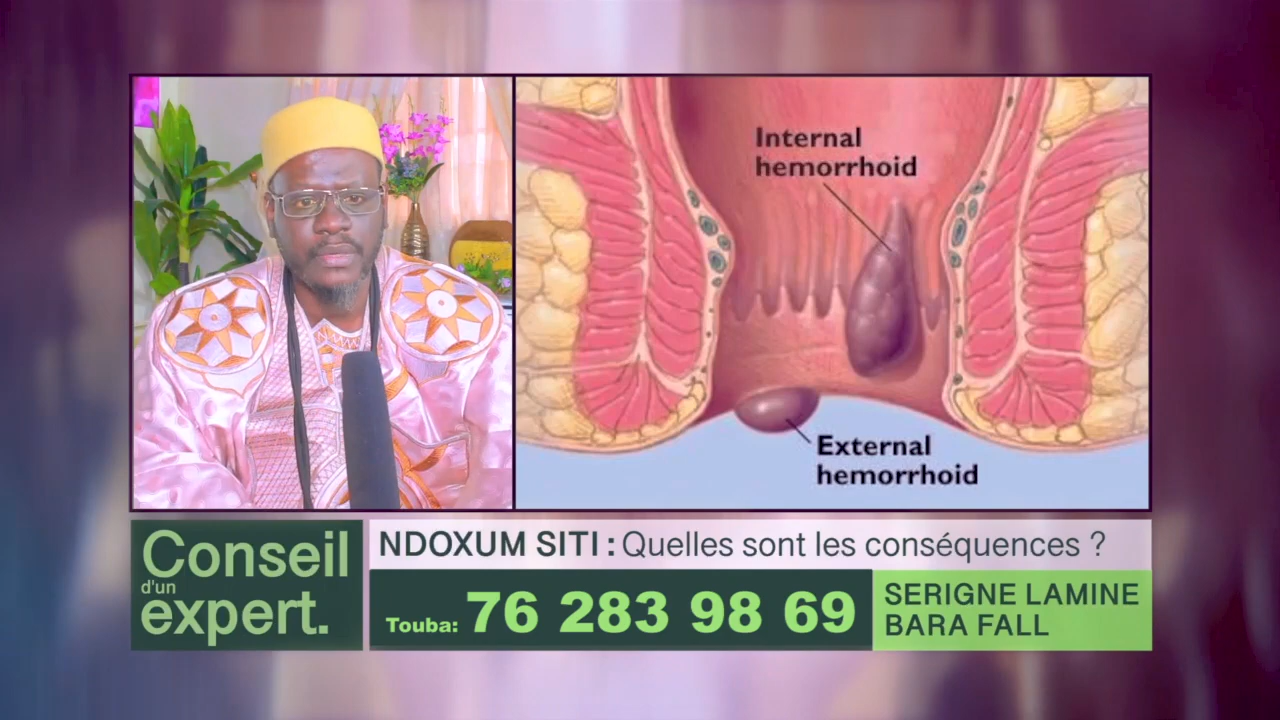 Internal
hemorrhoid
External
hemorrhoid
Conseil
d'un
expert.
NDOXUM SITI : Quelles sont les conséquences ?
Touba: 76 283 98 69
SERIGNE LAMINE
BARA FALL